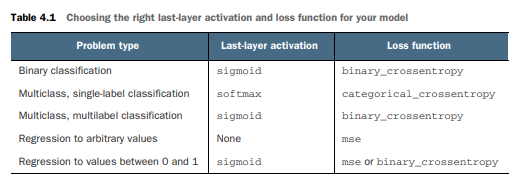 Table 4.1 Choosing the right last-layer activation and loss function for your model
Problem type Last-layer activation Loss function
Binary classification sigmoid binary_crossentropy
Multiclass, single-label classification softmax categorical_crossentropy
Multiclass, multilabel classification sigmoid binary_crossentropy
Regression to arbitrary values None mse
Regression to values between 0 and 1 sigmoid mse or binary_crossentropy